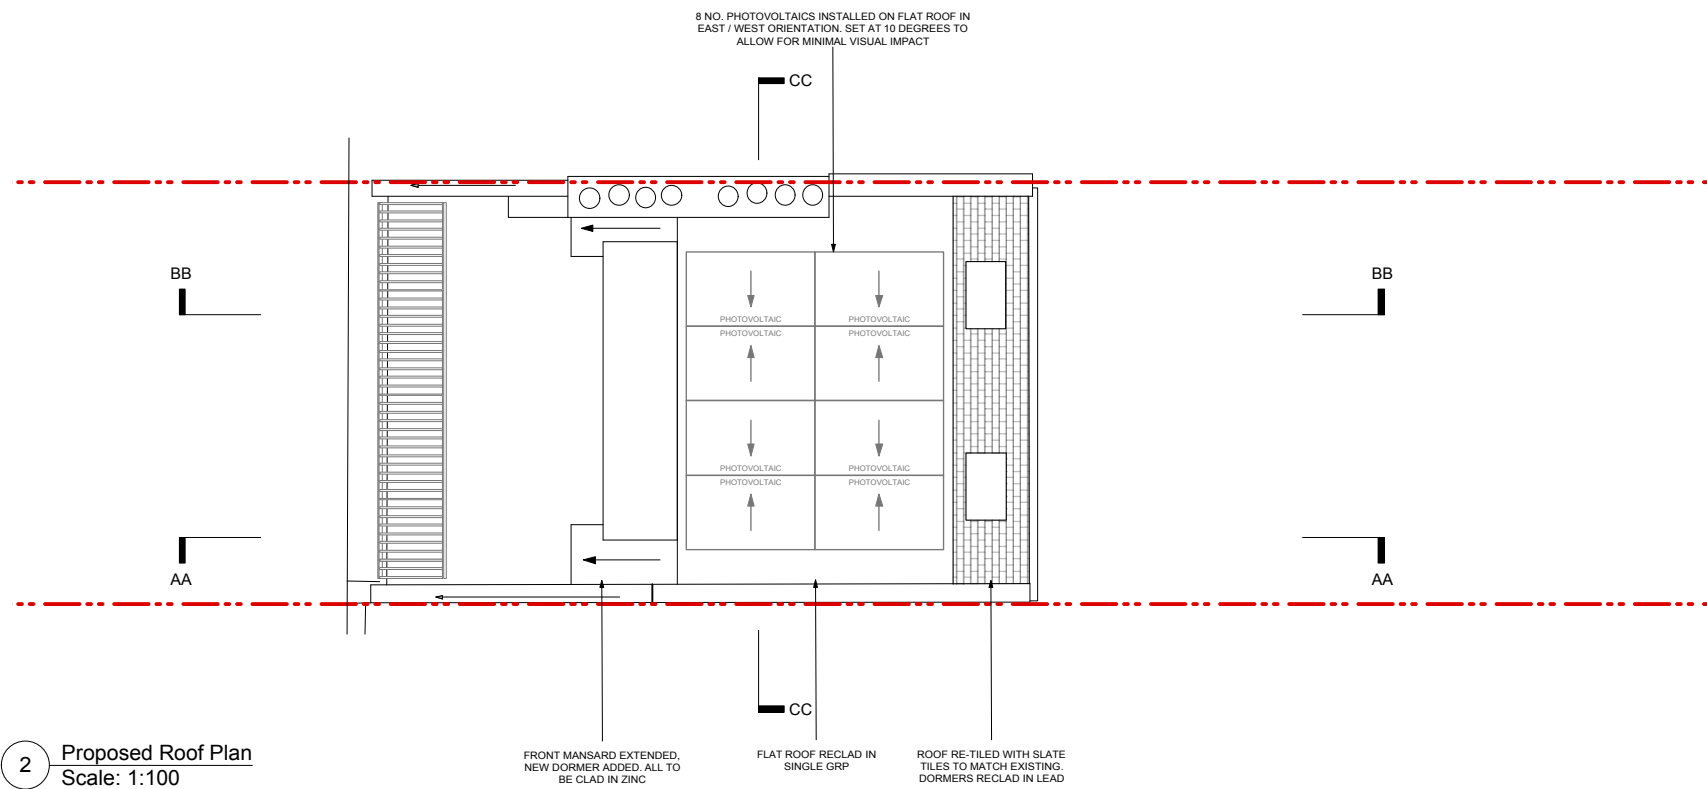 8 NO. PHOTOVOLTAICS INSTALLED ON FLAT ROOF IN
EAST / WEST ORIENTATION. SET AT 10 DEGREES TO
ALLOW FOR MINIMAL VISUAL IMPACT
CC
BB
BB
PHOTOVOLTAIC
PHOTOVOLTAIC
PHOTOVOLTAIC
PHOTOVOLTAIC
PHOTOVOLTAIC
PHOTOVOLTAIC
PHOTOVOLTAIC
PHOTOVOLTAIC
AA
AA
CC
2
Proposed Roof Plan
Scale: 1:100
FRONT MANSARD EXTENDED,
NEW DORMER ADDED. ALL TO
BE CLAD IN ZINC
FLAT ROOF RECLAD IN
SINGLE GRP
ROOF RE-TILED WITH SLATE
TILES TO MATCH EXISTING.
DORMERS RECLAD IN LEAD